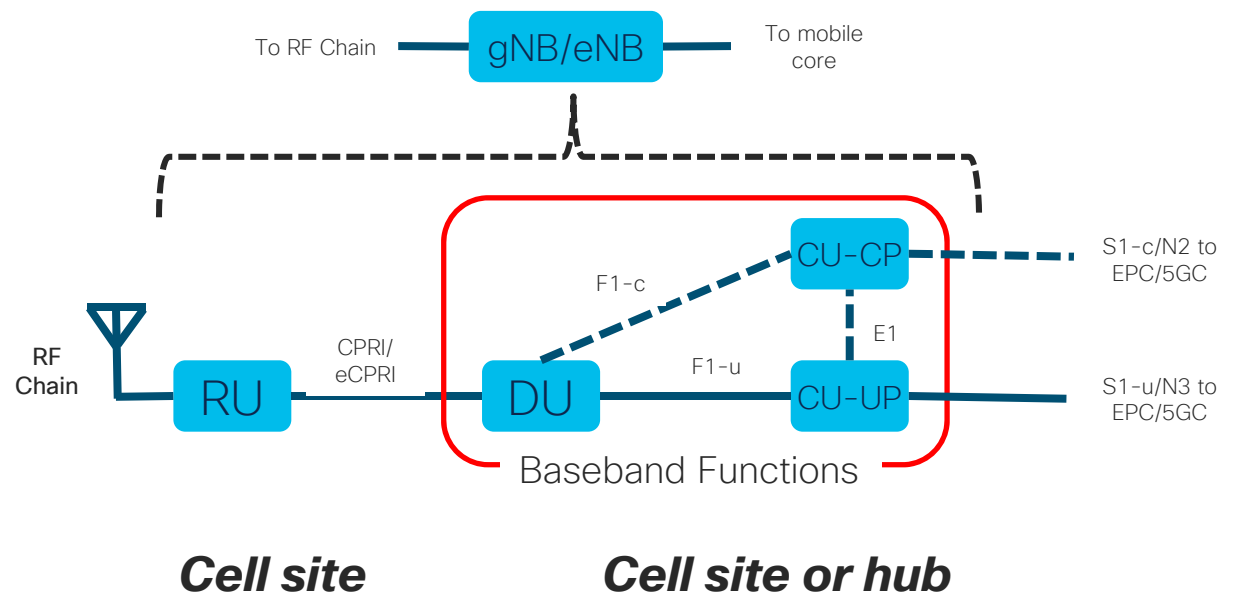 To RF Chain
gNB/eNB
To mobile
core
CU-CP
S1-c/N2 to
EPC/5GC
F1-c
E1
RF
Chain
CPRI/
eCPRI
RU
DU
F1-u
CU-UP
S1-u/N3 to
EPC/5GC
Baseband Functions
Cell site
Cell site or hub